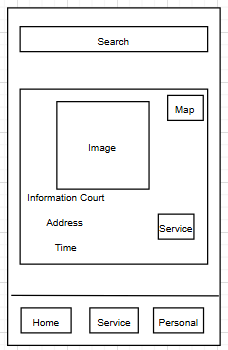 Search
Map
Image
Information Court
Address
Service
Time
Home
Service
Personal